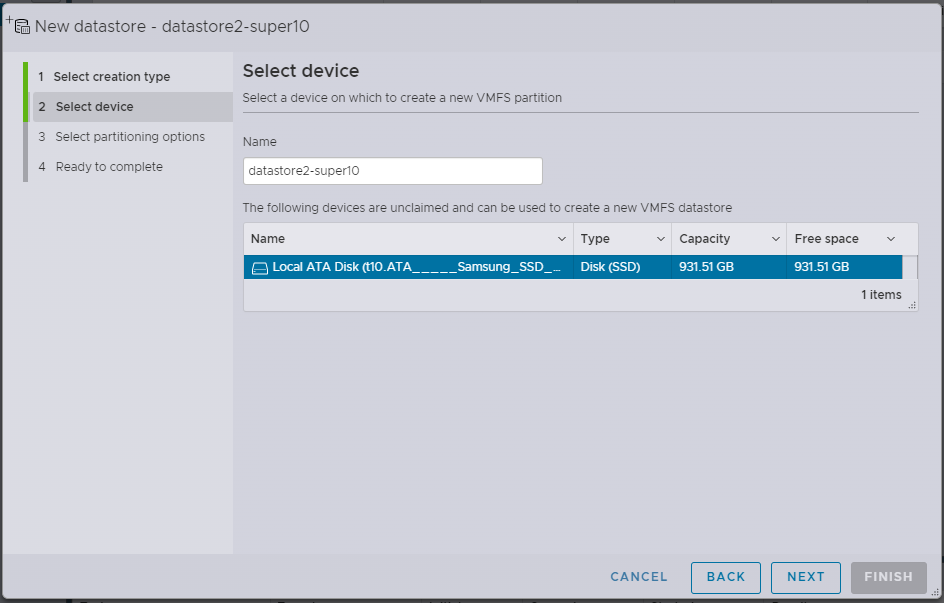 New datastore - datastore2-super10
1 Select creation type
2 Select device
3 Select partitioning options
4 Ready to complete
Select device
Select a device on which to create a new VMFS partition
Name
datastore2-super10
The following devices are unclaimed and can be used to create a new VMFS datastore
Name Type Capacity Free space
Local ATA Disk (t10.ATA_____Samsung_SSD_... Disk (SSD) 931.51 GB 931.51 GB
1 items
CANCEL BACK NEXT FINISH